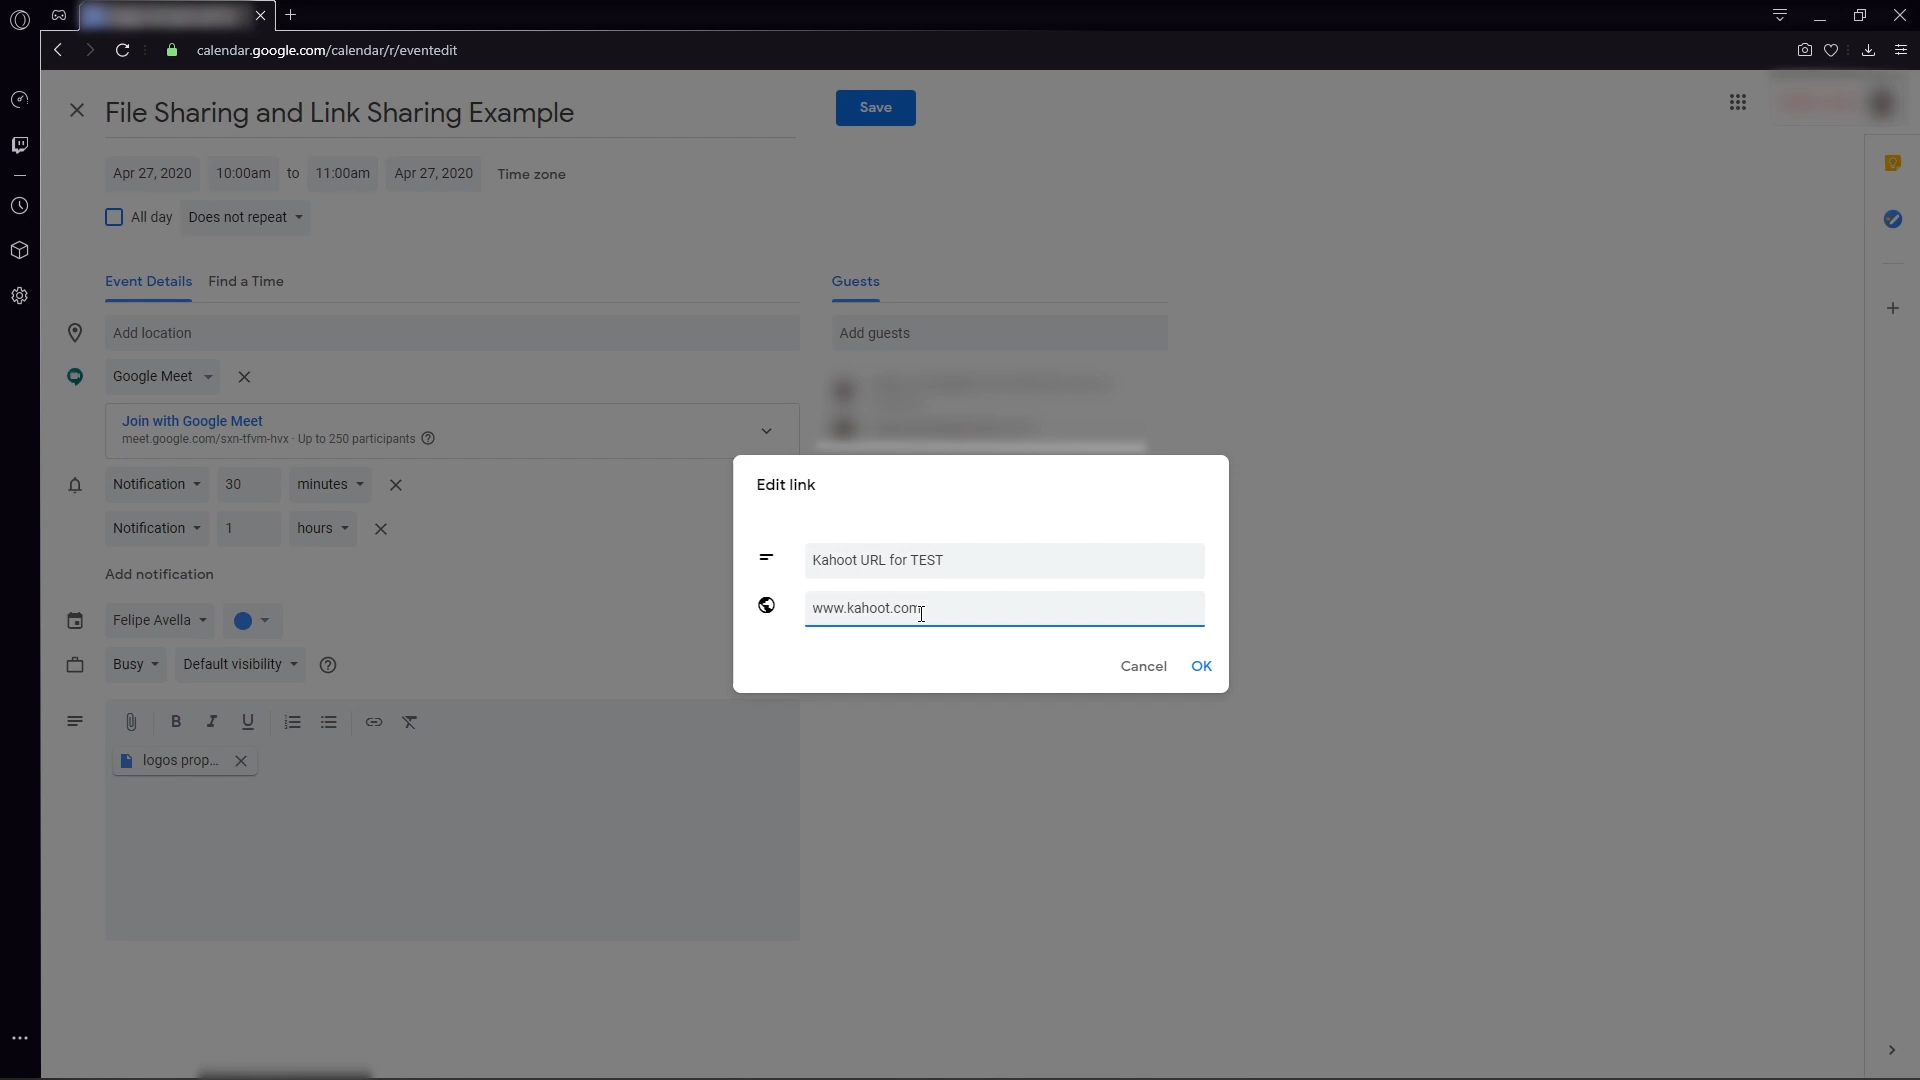 calendar.google.com/calendar/r/eventedit
File Sharing and Link Sharing Example
Save
Apr 27, 2020 10:00am to 11:00am Apr 27, 2020 Time zone
All day Does not repeat
Event Details Find a Time
Guests
Add location
Add guests
Google Meet
Join with Google Meet
meet.google.com/sxn-tfvm-hvx · Up to 250 participants
Notification 30 minutes
Notification 1 hours
Add notification
Felipe Avella
Busy Default visibility
B I U
logos prop...
Edit link
Kahoot URL for TEST
www.kahoot.com
Cancel OK